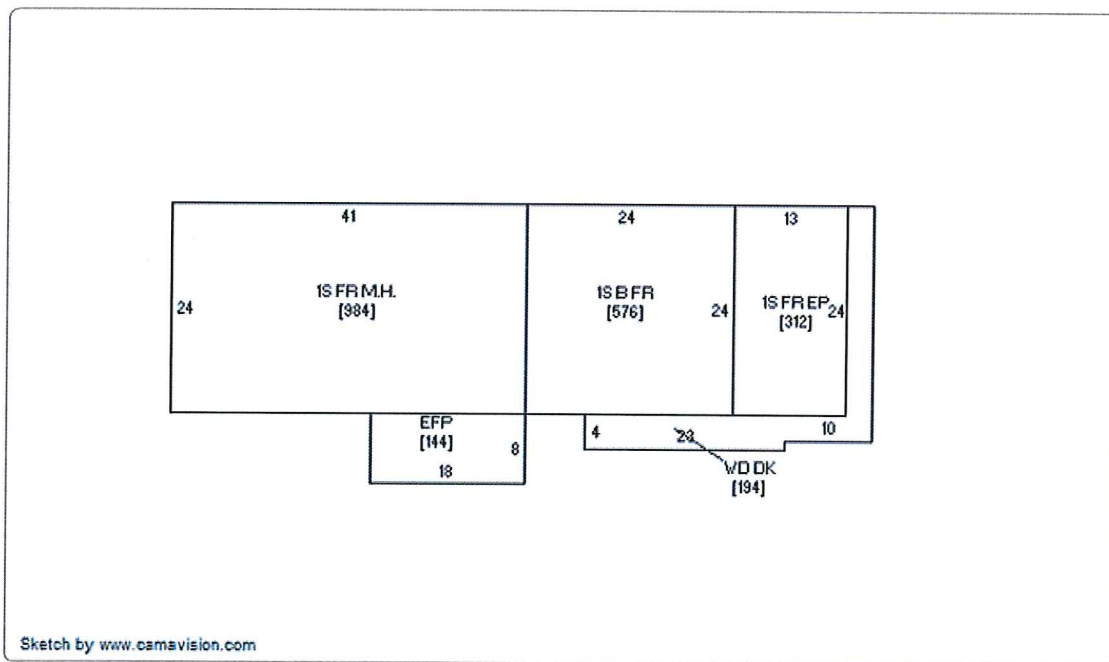 41
24
13
1S FR M.H.
[984]
24
1S B FR
[576]
24
1S FR EP
[312]
24
EFP
[144]
8
18
4
23
10
WD DK
[194]
Sketch by www.camavision.com